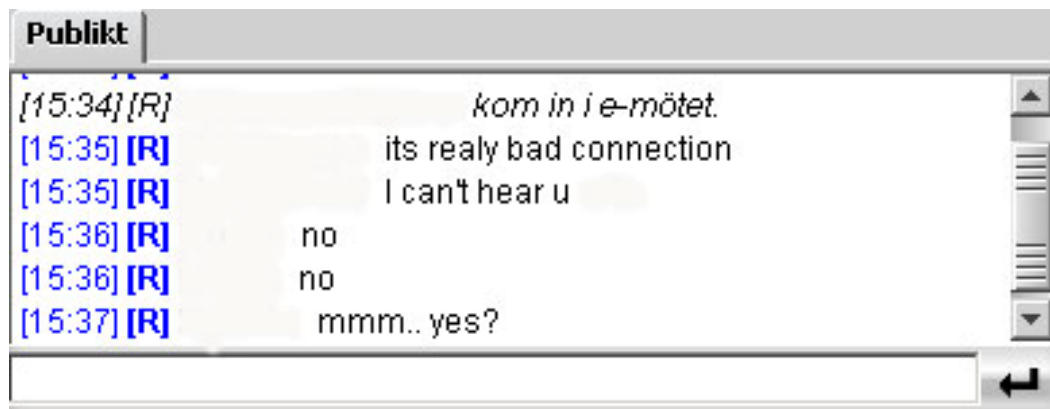 Publikt
[15:34] [R] kom in i e-mötet.
[15:35] [R] its realy bad connection
[15:35] [R] I can't hear u
[15:36] [R] no
[15:36] [R] no
[15:37] [R] mmm.. yes?